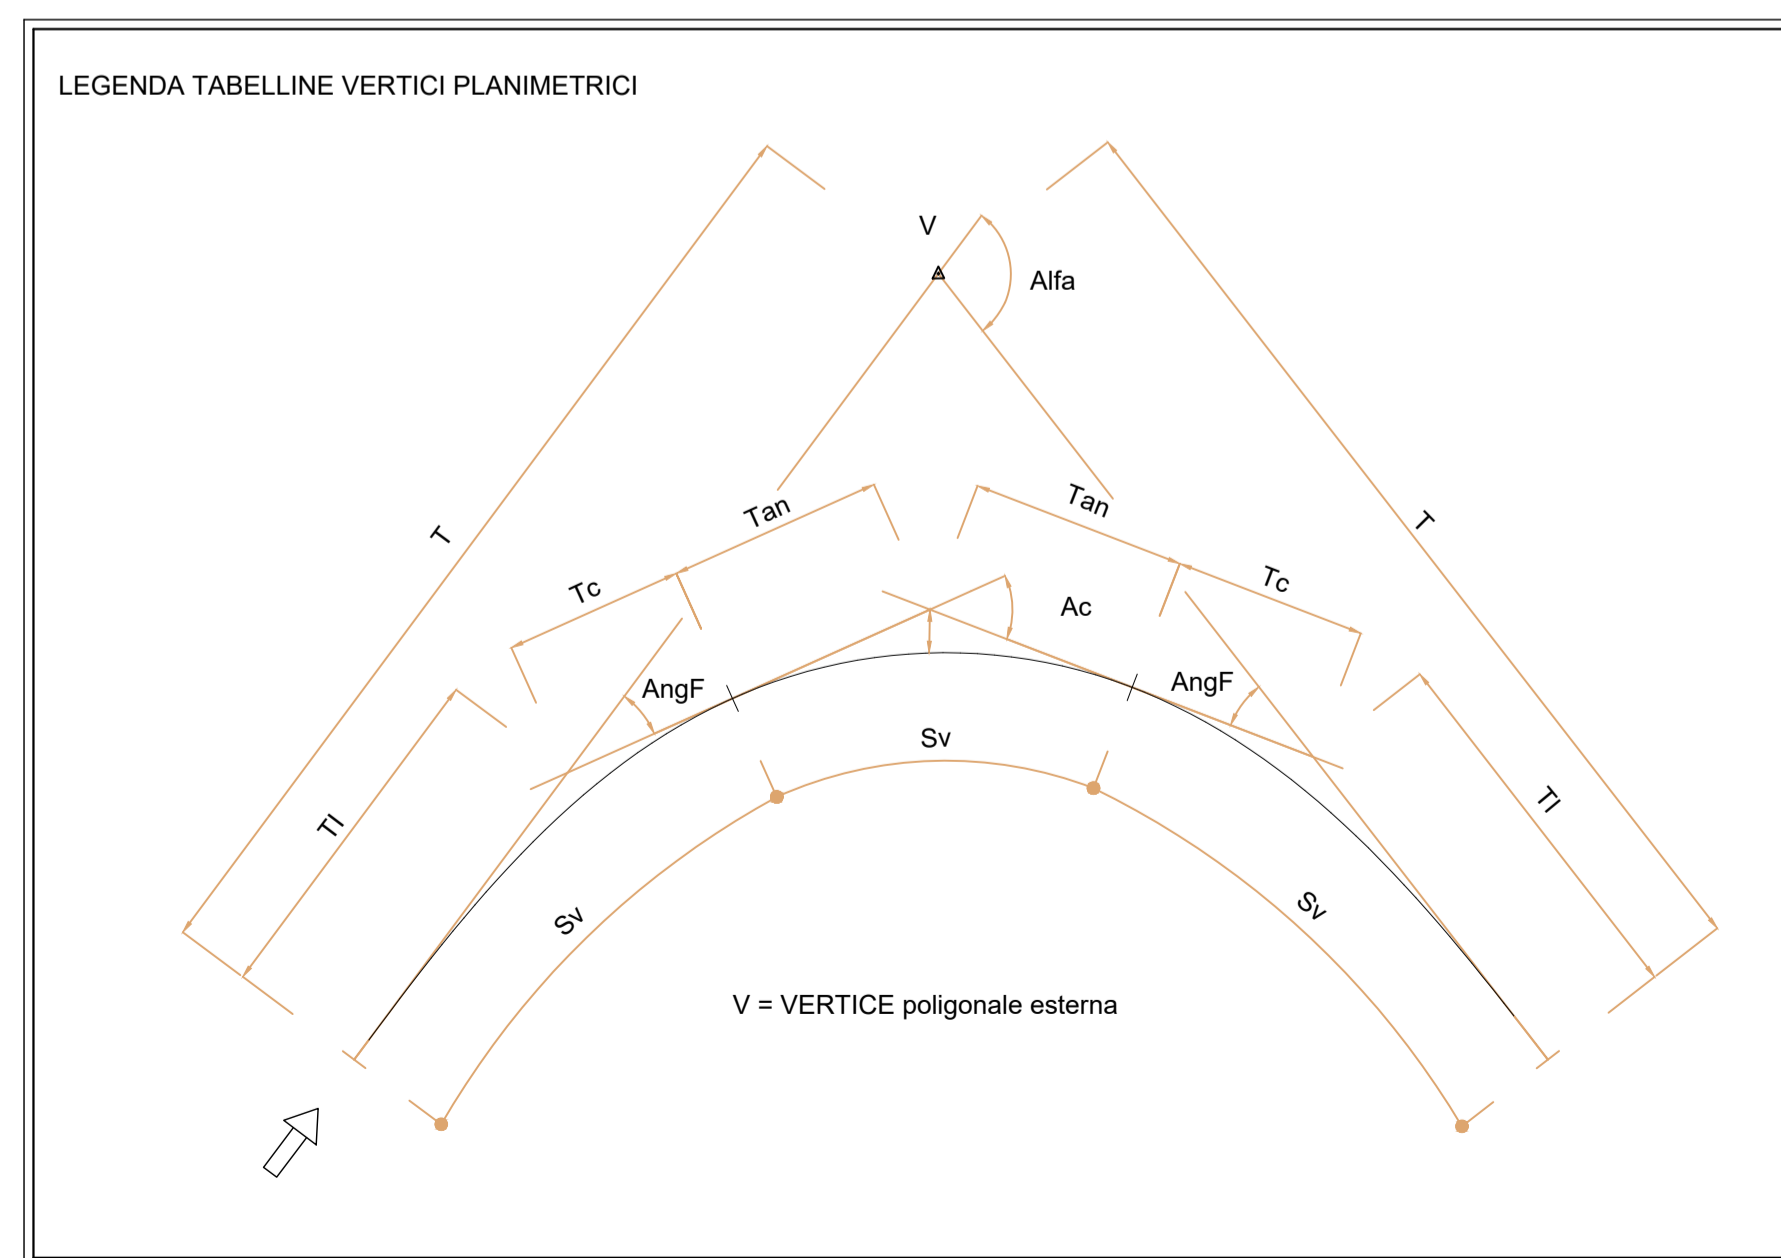 LEGENDA TABELLINE VERTICI PLANIMETRICI
V
Alfa
T
T
Tan
Tan
Tc
Tc
Ac
AngF
AngF
Sv
Tl
Tl
Sv
Sv
V = VERTICE poligonale esterna